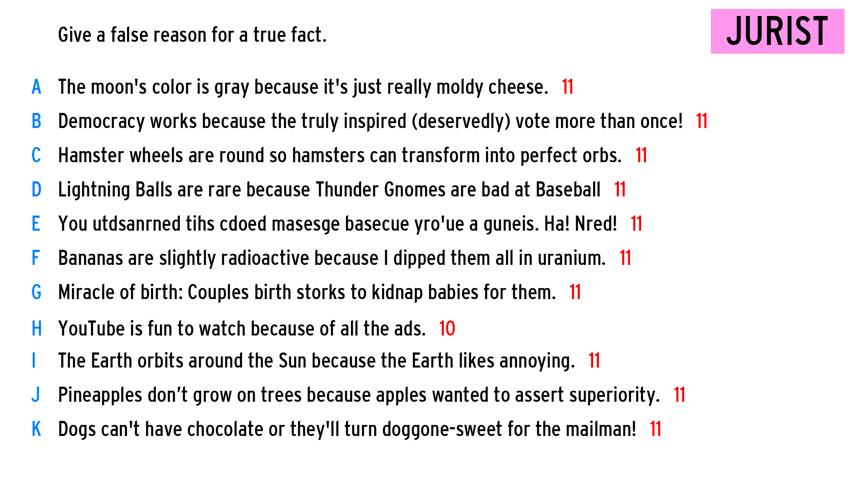 Give a false reason for a true fact.
JURIST
A The moon's color is gray because it's just really moldy cheese. 11
B Democracy works because the truly inspired (deservedly) vote more than once! 11
C Hamster wheels are round so hamsters can transform into perfect orbs. 11
D Lightning Balls are rare because Thunder Gnomes are bad at Baseball 11
E You utdsanrned tihs cdoed masesge basecue yro'ue a guneis. Ha! Nred! 11
F Bananas are slightly radioactive because I dipped them all in uranium. 11
G Miracle of birth: Couples birth storks to kidnap babies for them. 11
H YouTube is fun to watch because of all the ads. 10
I The Earth orbits around the Sun because the Earth likes annoying. 11
J Pineapples don’t grow on trees because apples wanted to assert superiority. 11
K Dogs can't have chocolate or they'll turn doggone-sweet for the mailman! 11